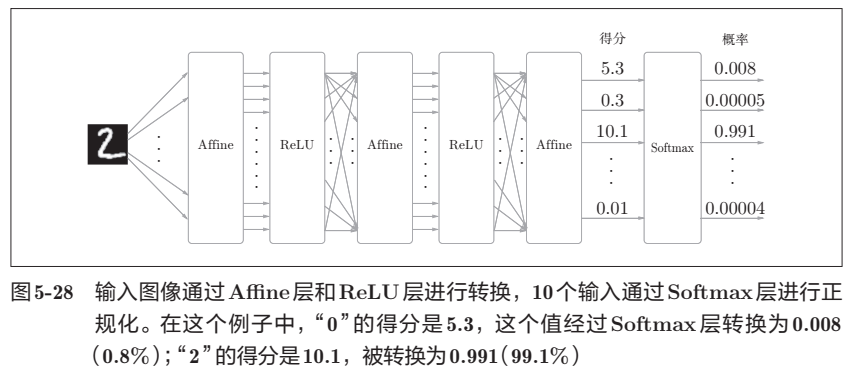 得分 概率
5.3 0.008
0.3 0.00005
10.1 0.991
2 Affine ReLU Affine ReLU Affine Softmax
0.01 0.00004
图5-28 输入图像通过Affine层和ReLU层进行转换，10个输入通过Softmax层进行正
规化。在这个例子中，“0”的得分是5.3，这个值经过Softmax层转换为0.008
（0.8%）；“2”的得分是10.1，被转换为0.991（99.1%）